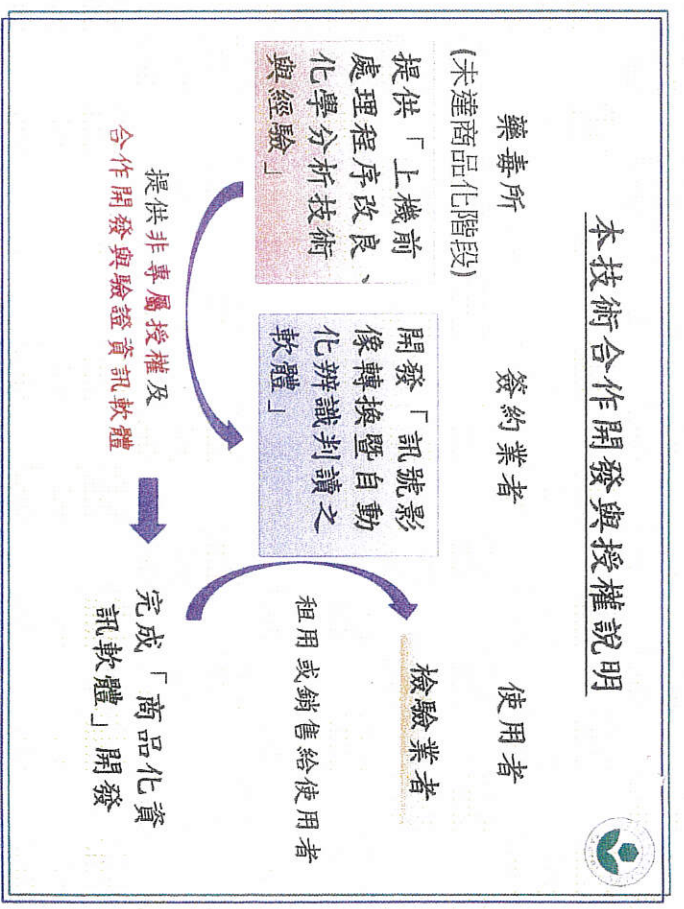 本技術合作開發與授權說明
藥毒所
(未達商品化階段)
簽約業者
使用者
提供「上機前
處理程序改良、
化學分析技術
與經驗」
開發「訊號影
像轉換暨自動
化辨識判讀之
軟體」
檢驗業者
租用或銷售給使用者
提供非專屬授權及
合作開發與驗證資訊軟體
完成「商品化資
訊軟體」開發